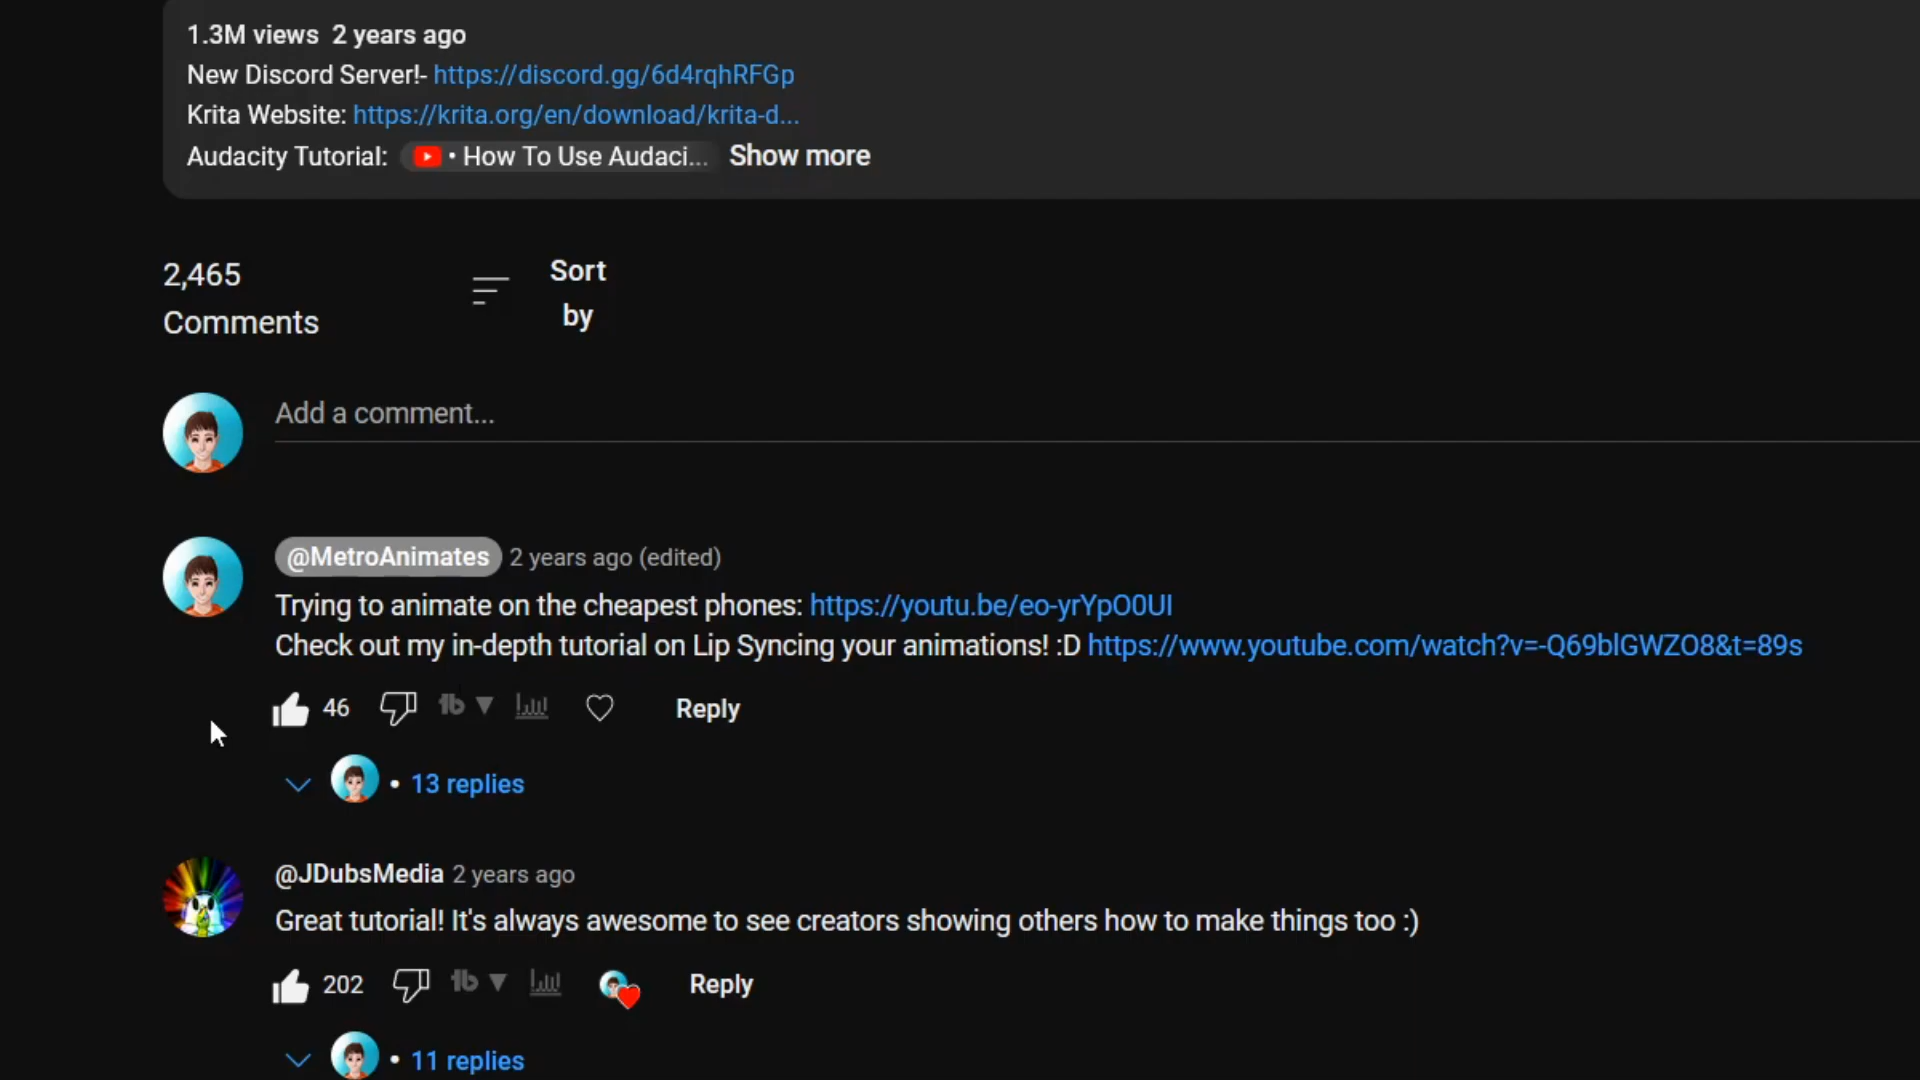 1.3M views 2 years ago
New Discord Server!- https://discord.gg/6d4rqhRFGp
Krita Website: https://krita.org/en/download/krita-d...
Audacity Tutorial: • How To Use Audaci... Show more
2,465
Comments
Sort
by
Add a comment...
@MetroAnimates 2 years ago (edited)
Trying to animate on the cheapest phones: https://youtu.be/eo-yrYpO0UI
Check out my in-depth tutorial on Lip Syncing your animations! :D https://www.youtube.com/watch?v=-Q69blGWZO8&t=89s
46 Reply
• 13 replies
@JDubsMedia 2 years ago
Great tutorial! It's always awesome to see creators showing others how to make things too :)
202 Reply
• 11 replies